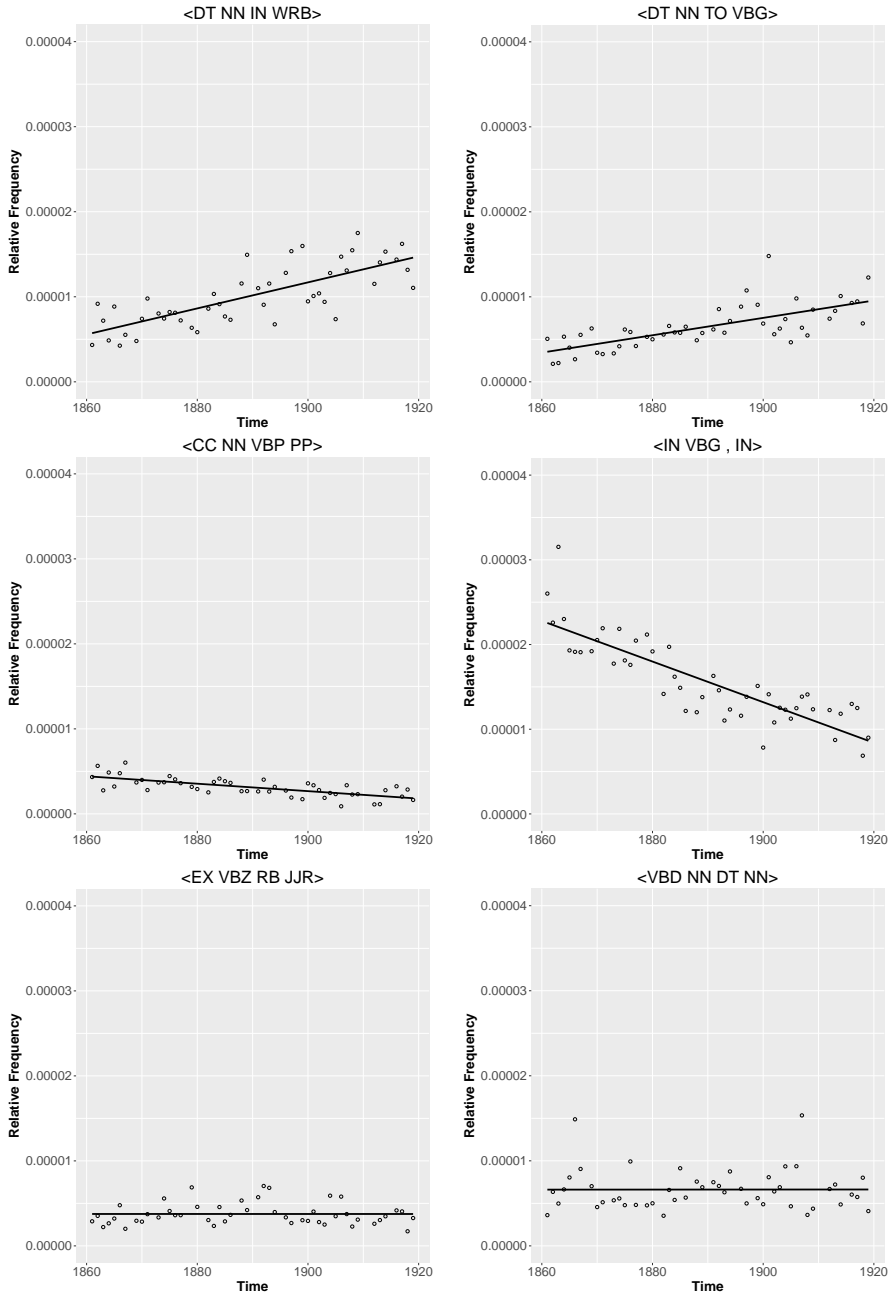 <DT NN IN WRB>
0.00004
0.00003
0.00002
0.00001
0.00000
Relative Frequency
1860 1880 1900 1920
Time
<DT NN TO VBG>
0.00004
0.00003
0.00002
0.00001
0.00000
Relative Frequency
1860 1880 1900 1920
Time
<CC NN VBP PP>
0.00004
0.00003
0.00002
0.00001
0.00000
Relative Frequency
1860 1880 1900 1920
Time
<IN VBG , IN>
0.00004
0.00003
0.00002
0.00001
0.00000
Relative Frequency
1860 1880 1900 1920
Time
<EX VBZ RB JJR>
0.00004
0.00003
0.00002
0.00001
0.00000
Relative Frequency
1860 1880 1900 1920
Time
<VBD NN DT NN>
0.00004
0.00003
0.00002
0.00001
0.00000
Relative Frequency
1860 1880 1900 1920
Time